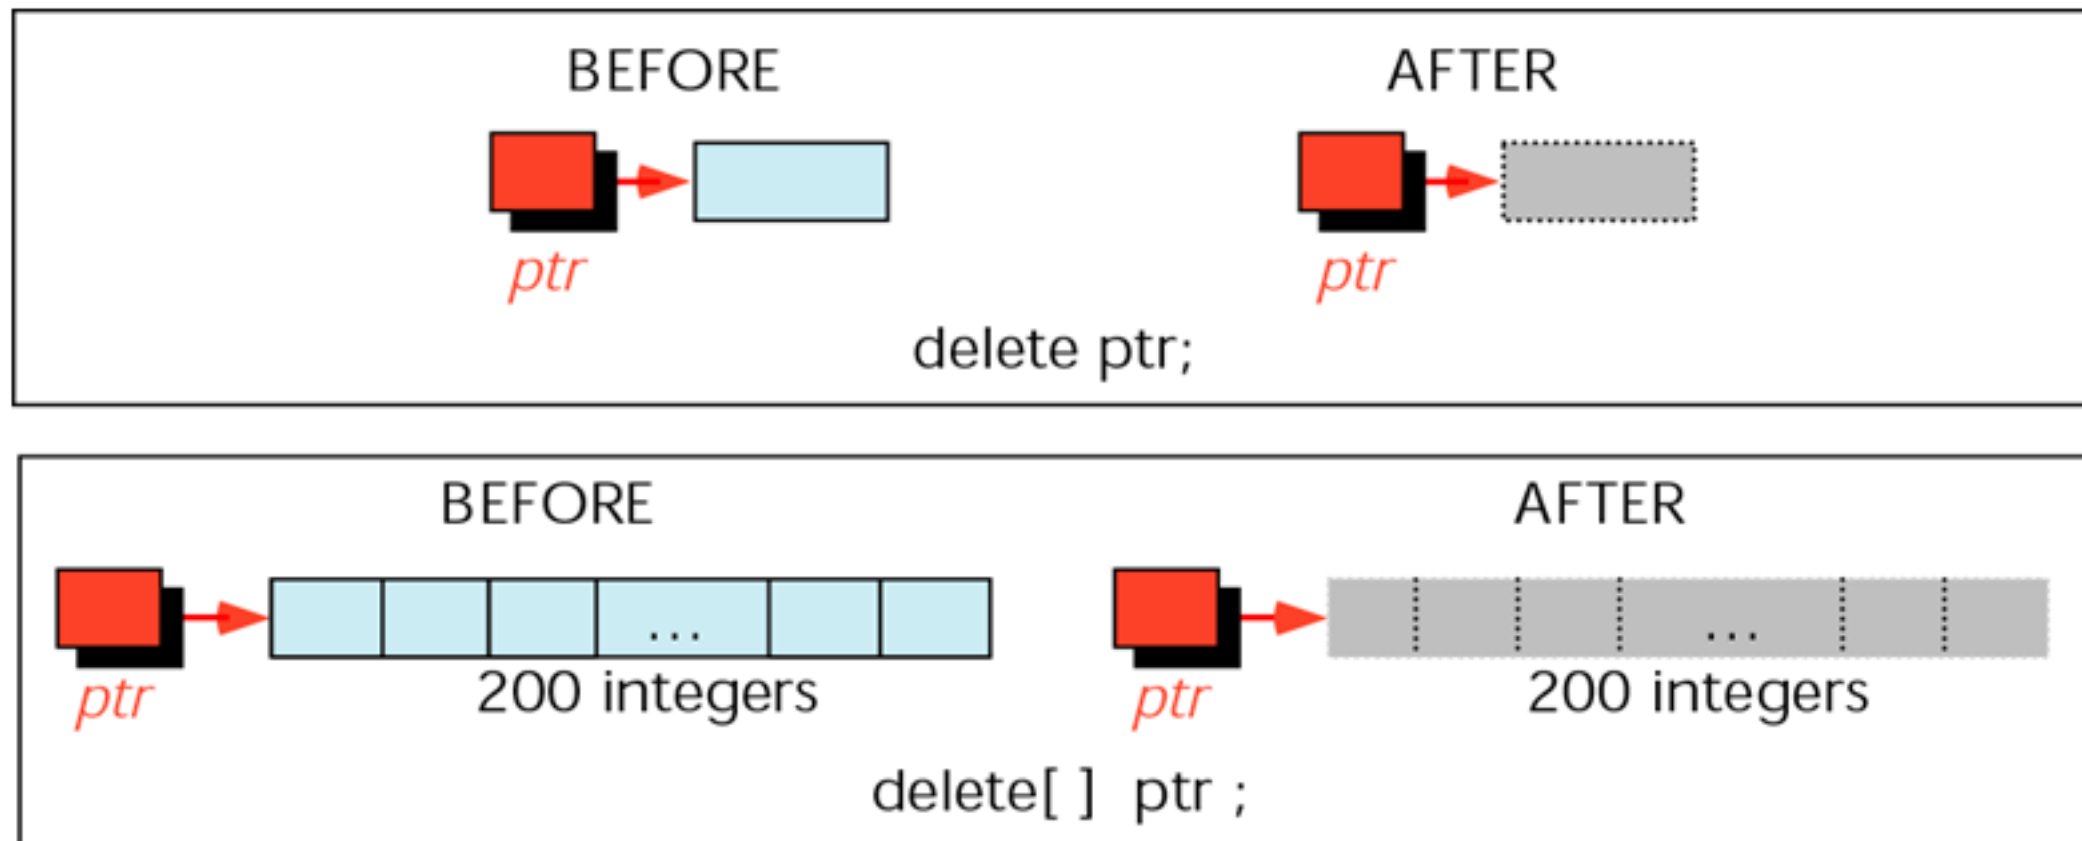 BEFORE AFTER
ptr ptr
delete ptr;
BEFORE AFTER
...
...
ptr 200 integers ptr 200 integers
delete[ ] ptr ;